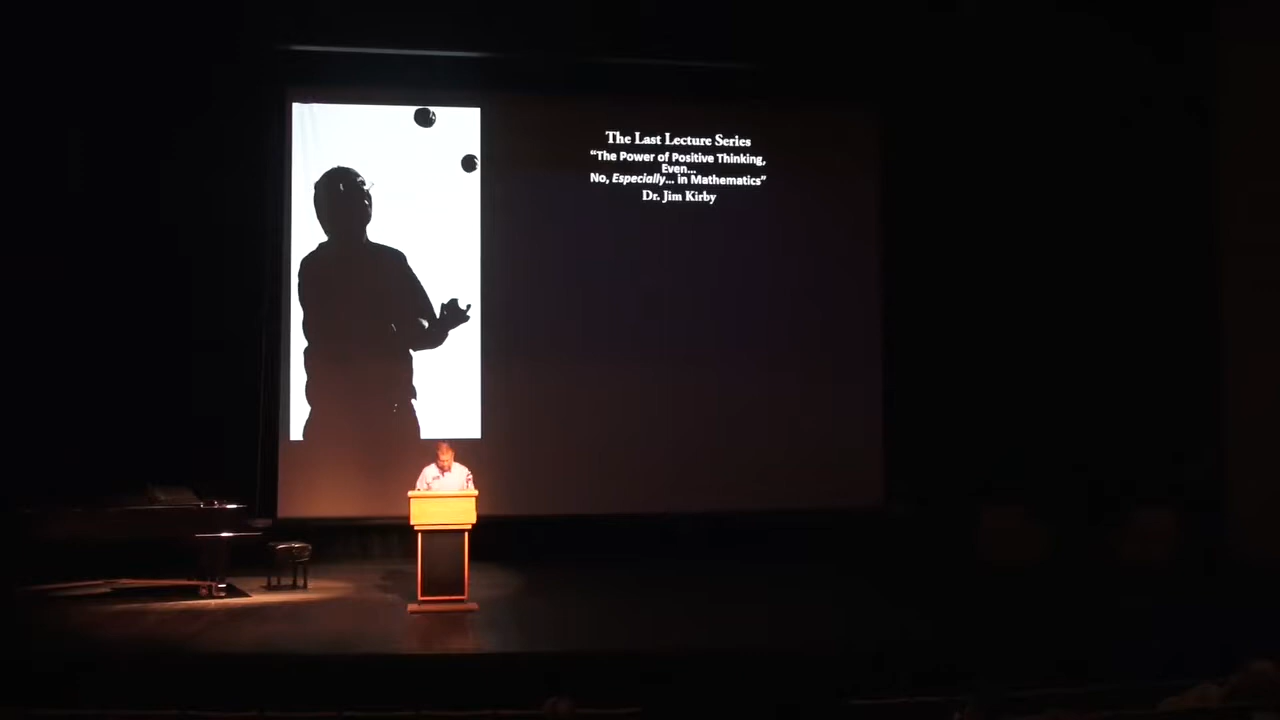 The Last Lecture Series
“The Power of Positive Thinking,
Even...
No, Especially... in Mathematics”
Dr. Jim Kirby